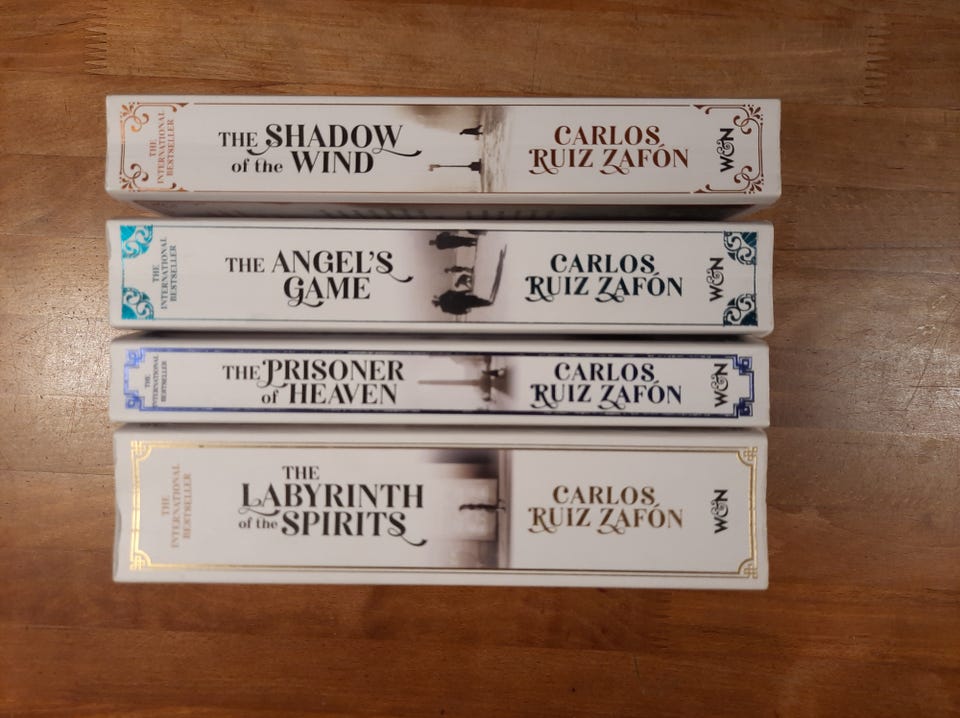 THE
INTERNATIONAL
BESTSELLER
THE SHADOW
of the WIND
CARLOS
RUIZ ZAFÓN
W&N
THE
INTERNATIONAL
BESTSELLER
THE ANGEL'S
GAME
CARLOS
RUIZ ZAFÓN
W&N
THE
INTERNATIONAL
BESTSELLER
THE PRISONER
of HEAVEN
CARLOS
RUIZ ZAFÓN
W&N
THE
INTERNATIONAL
BESTSELLER
THE
LABYRINTH
of the SPIRITS
CARLOS
RUIZ ZAFÓN
W&N